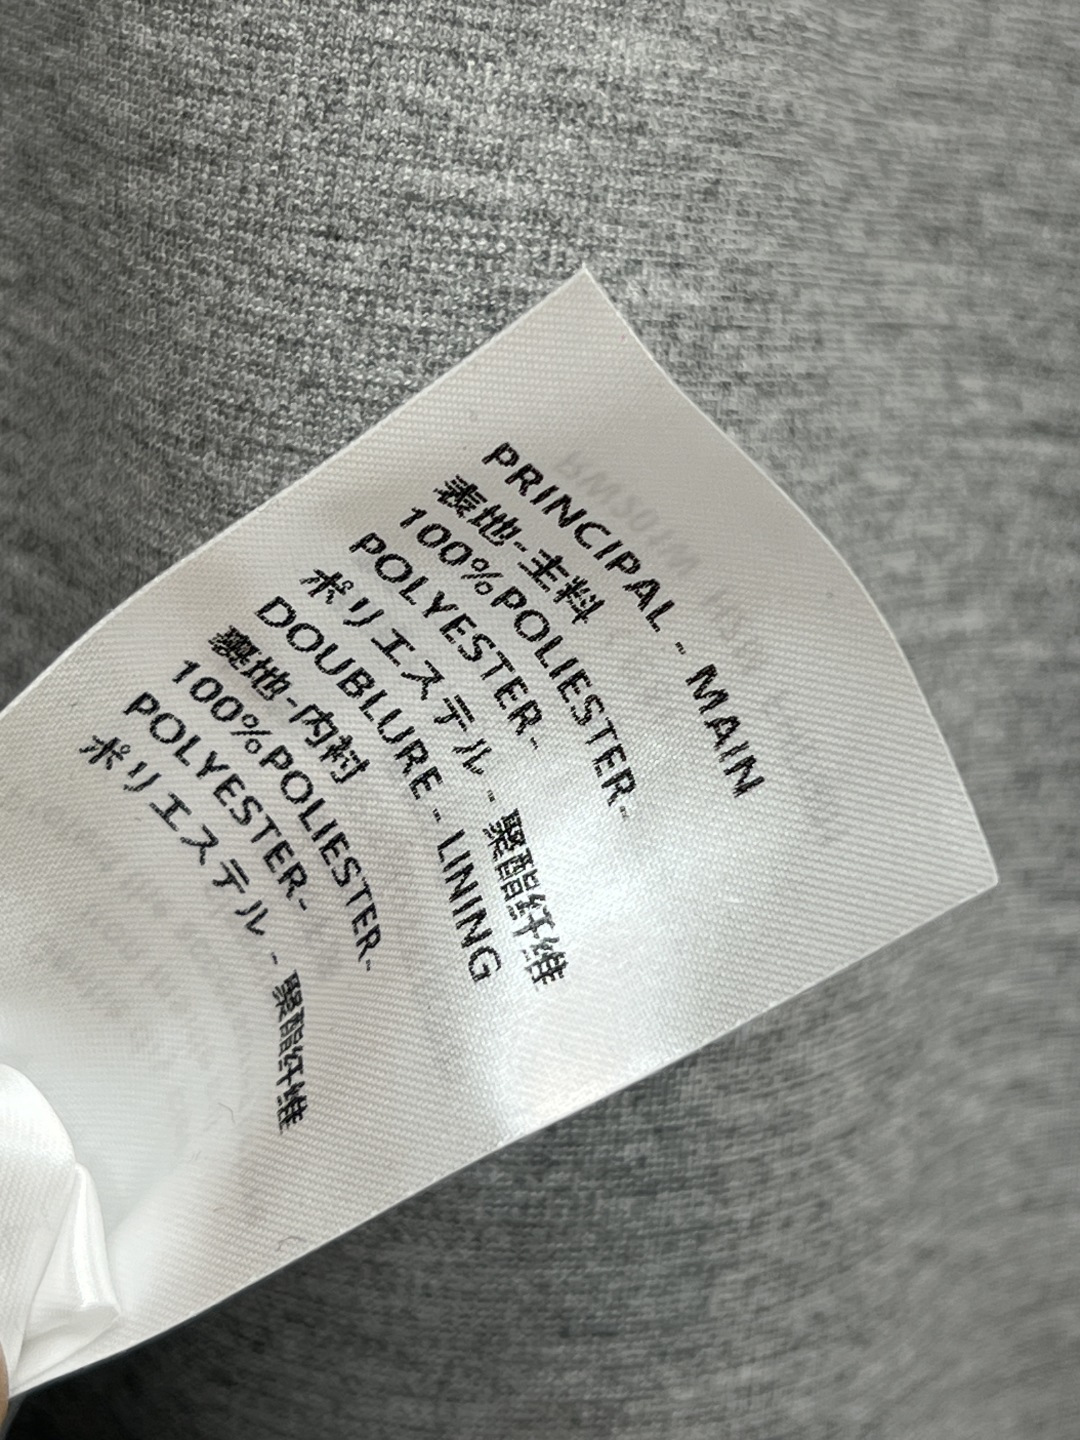 PRINCIPAL - MAIN
表地-主料
100%POLIESTER-
POLYESTER-
ポリエステル - 聚酯纤维
DOUBLURE - LINING
裏地-内衬
100%POLIESTER-
POLYESTER-
ポリエステル - 聚酯纤维